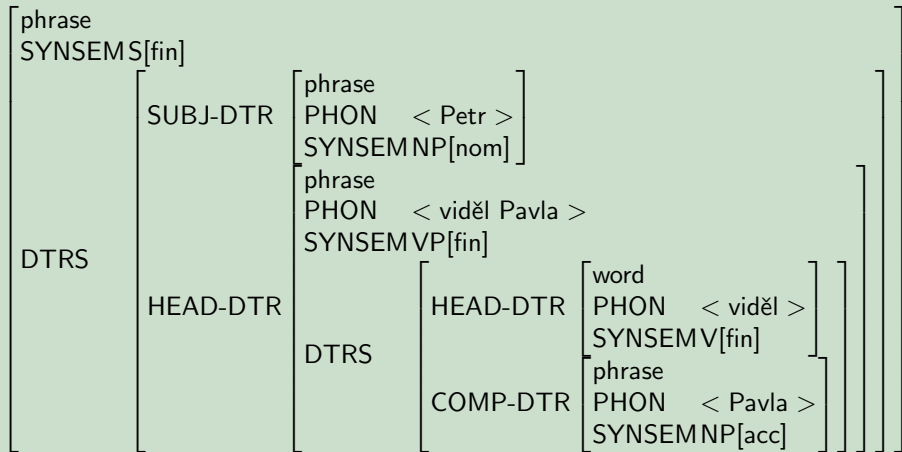 phrase
SYNSEM S[fin]
phrase
SUBJ-DTR PHON < Petr >
SYNSEM NP[nom]
phrase
PHON < viděl Pavla >
SYNSEM VP[fin]
DTRS
word
HEAD-DTR HEAD-DTR PHON < viděl >
SYNSEM V[fin]
DTRS
phrase
COMP-DTR PHON < Pavla >
SYNSEM NP[acc]